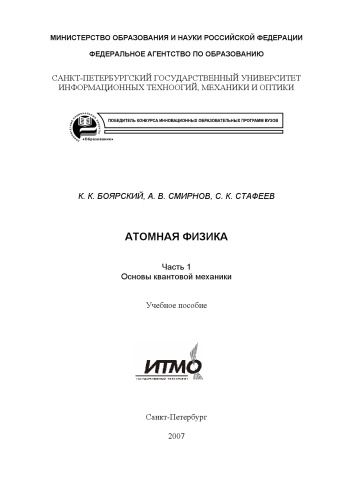 МИНИСТЕРСТВО ОБРАЗОВАНИЯ И НАУКИ РОССИЙСКОЙ ФЕДЕРАЦИИ
ФЕДЕРАЛЬНОЕ АГЕНТСТВО ПО ОБРАЗОВАНИЮ
САНКТ-ПЕТЕРБУРГСКИЙ ГОСУДАРСТВЕННЫЙ УНИВЕРСИТЕТ
ИНФОРМАЦИОННЫХ ТЕХНООГИЙ, МЕХАНИКИ И ОПТИКИ
ПОБЕДИТЕЛЬ КОНКУРСА ИННОВАЦИОННЫХ ОБРАЗОВАТЕЛЬНЫХ ПРОГРАММ ВУЗОВ
«Образование»
К. К. БОЯРСКИЙ, А. В. СМИРНОВ, С. К. СТАФЕЕВ
АТОМНАЯ ФИЗИКА
Часть 1
Основы квантовой механики
Учебное пособие
ИТМО
Санкт-Петербург
2007